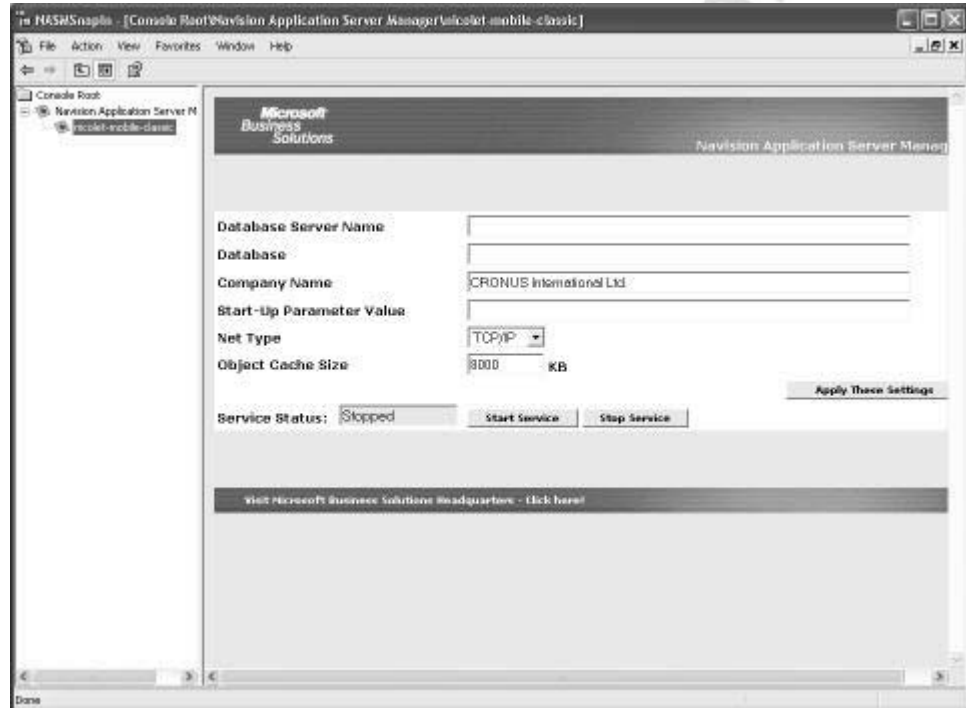 NASMSnapIn - [Console Root\Navision Application Server Manager\nicolet-mobile-classic]
File Action View Favorites Window Help
Console Root
Navision Application Server M
nicolet-mobile-classic
Microsoft
Business
Solutions
Navision Application Server Manag
Database Server Name
Database
Company Name CRONUS International Ltd.
Start-Up Parameter Value
Net Type TCP/IP
Object Cache Size 8000 KB
Apply These Settings
Service Status: Stopped Start Service Stop Service
Visit Microsoft Business Solutions Headquarters - Click here!
Done